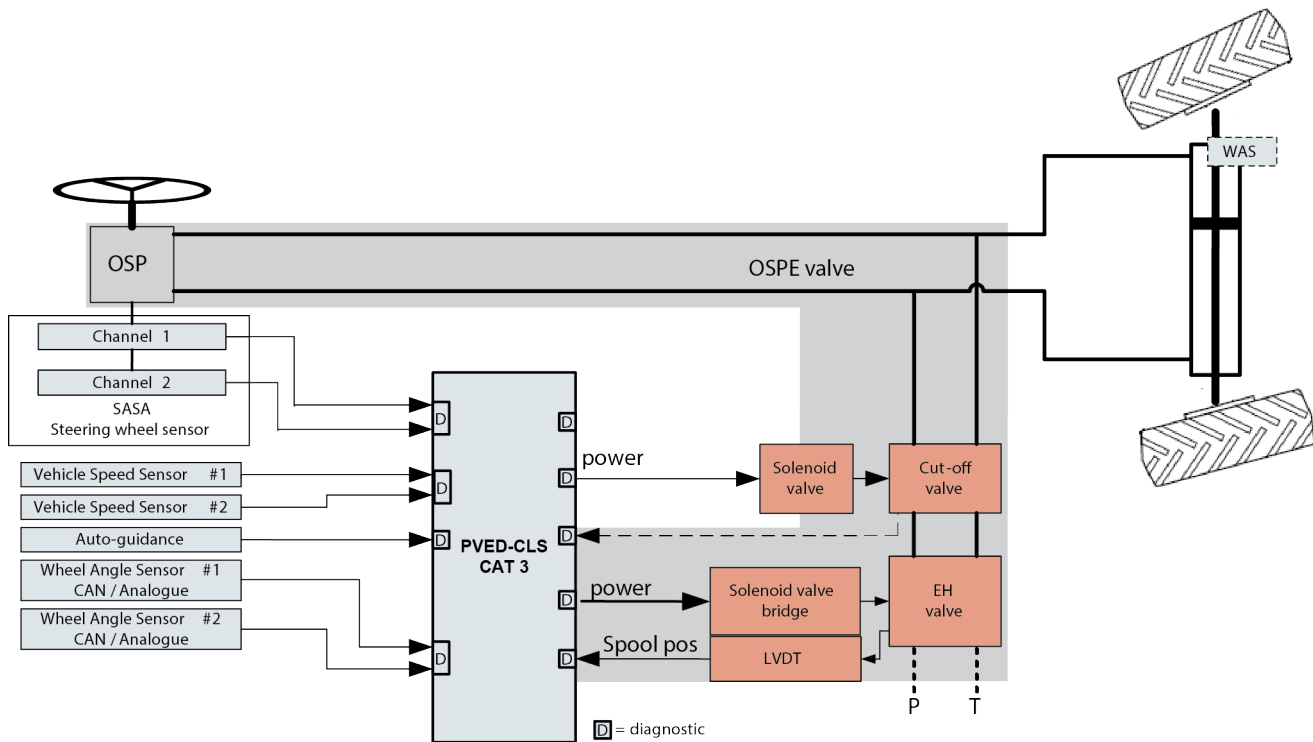 WAS
OSP
OSPE valve
Channel 1
Channel 2
SASA
Steering wheel sensor
Vehicle Speed Sensor #1
Vehicle Speed Sensor #2
Auto-guidance
Wheel Angle Sensor #1
CAN / Analogue
Wheel Angle Sensor #2
CAN / Analogue
D
D
D
D
PVED-CLS
CAT 3
D
D
D
D
D
power
Solenoid
valve
Cut-off
valve
power
Solenoid valve
bridge
EH
valve
Spool pos
LVDT
P
T
D = diagnostic